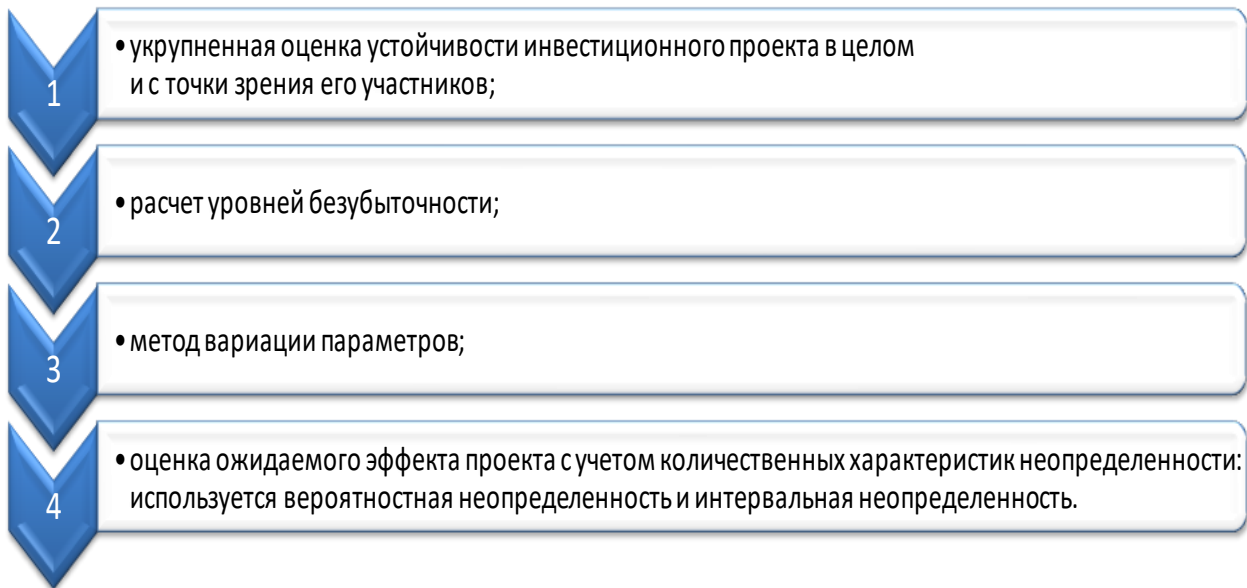 1
• укрупненная оценка устойчивости инвестиционного проекта в целом
и с точки зрения его участников;
2
• расчет уровней безубыточности;
3
• метод вариации параметров;
4
• оценка ожидаемого эффекта проекта с учетом количественных характеристик неопределенности:
используется вероятностная неопределенность и интервальная неопределенность.